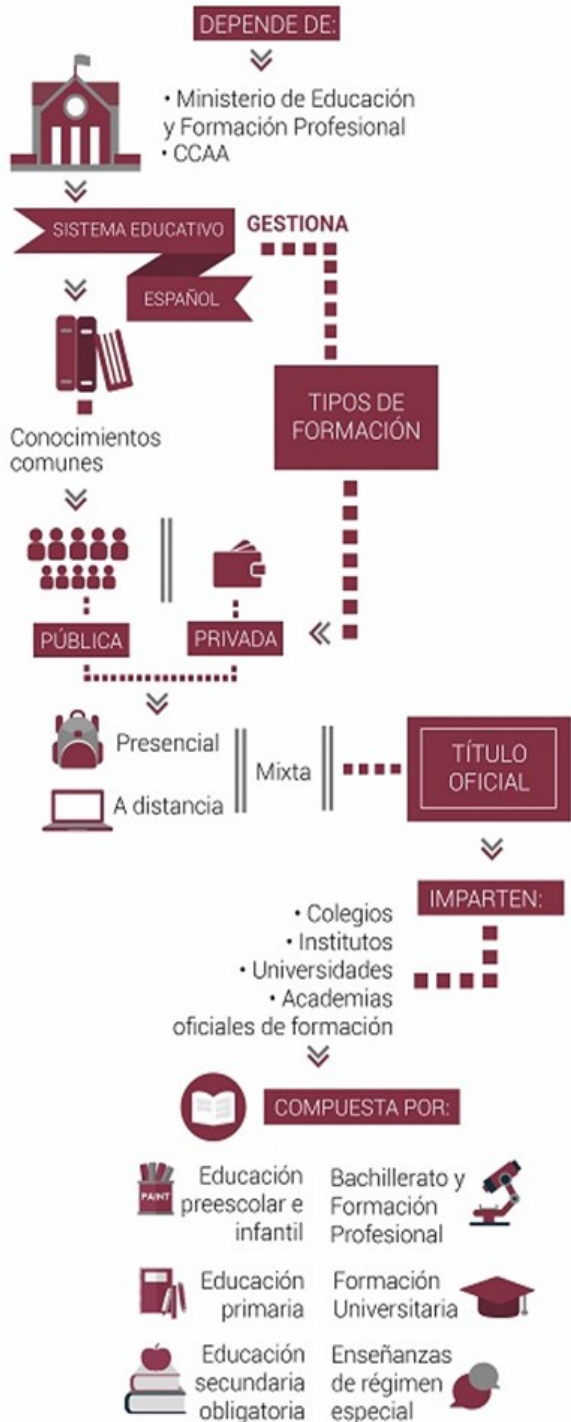 DEPENDE DE:
• Ministerio de Educación
y Formación Profesional
• CCAA
SISTEMA EDUCATIVO
ESPAÑOL
GESTIONA
TIPOS DE
FORMACIÓN
Conocimientos
comunes
PÚBLICA
PRIVADA
Presencial
A distancia
Mixta
TÍTULO
OFICIAL
IMPARTEN:
• Colegios
• Institutos
• Universidades
• Academias
oficiales de formación
COMPUESTA POR:
PAINT
Educación
preescolar e
infantil
Bachillerato y
Formación
Profesional
Educación
primaria
Formación
Universitaria
Educación
secundaria
obligatoria
Enseñanzas
de régimen
especial